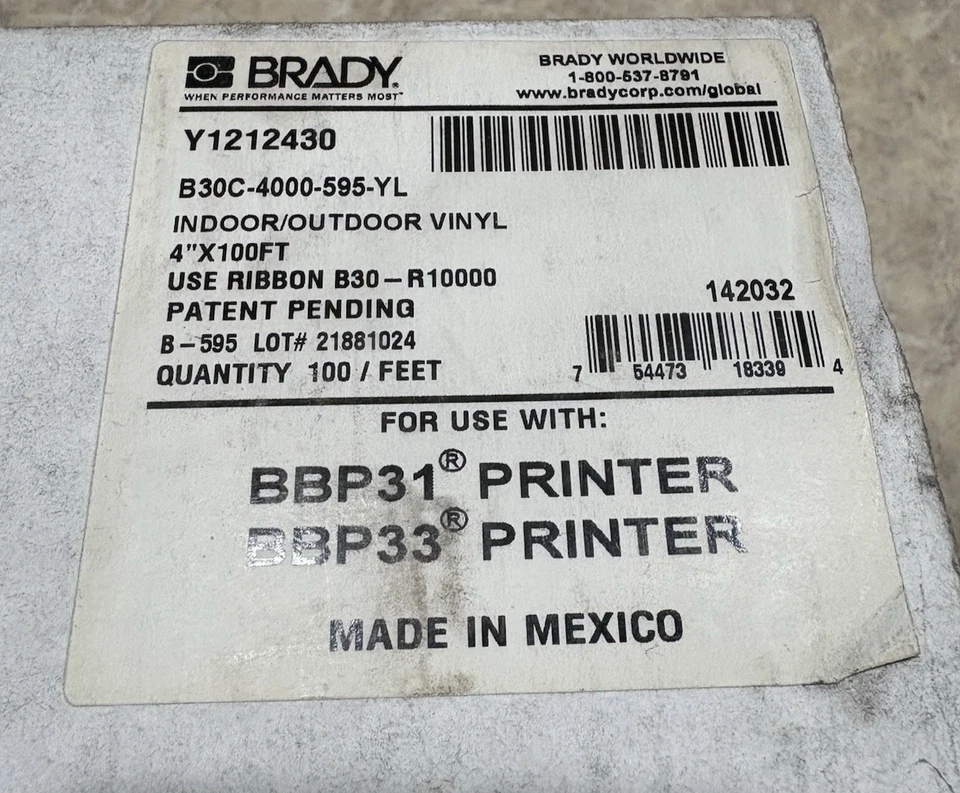 BRADY®
WHEN PERFORMANCE MATTERS MOST™
BRADY WORLDWIDE
1-800-537-8791
www.bradycorp.com/global
Y1212430
B30C-4000-595-YL
INDOOR/OUTDOOR VINYL
4"X100FT
USE RIBBON B30-R10000
PATENT PENDING
B-595 LOT# 21881024
QUANTITY 100 / FEET
142032
7 54473 18339 4
FOR USE WITH:
BBP31® PRINTER
BBP33® PRINTER
MADE IN MEXICO